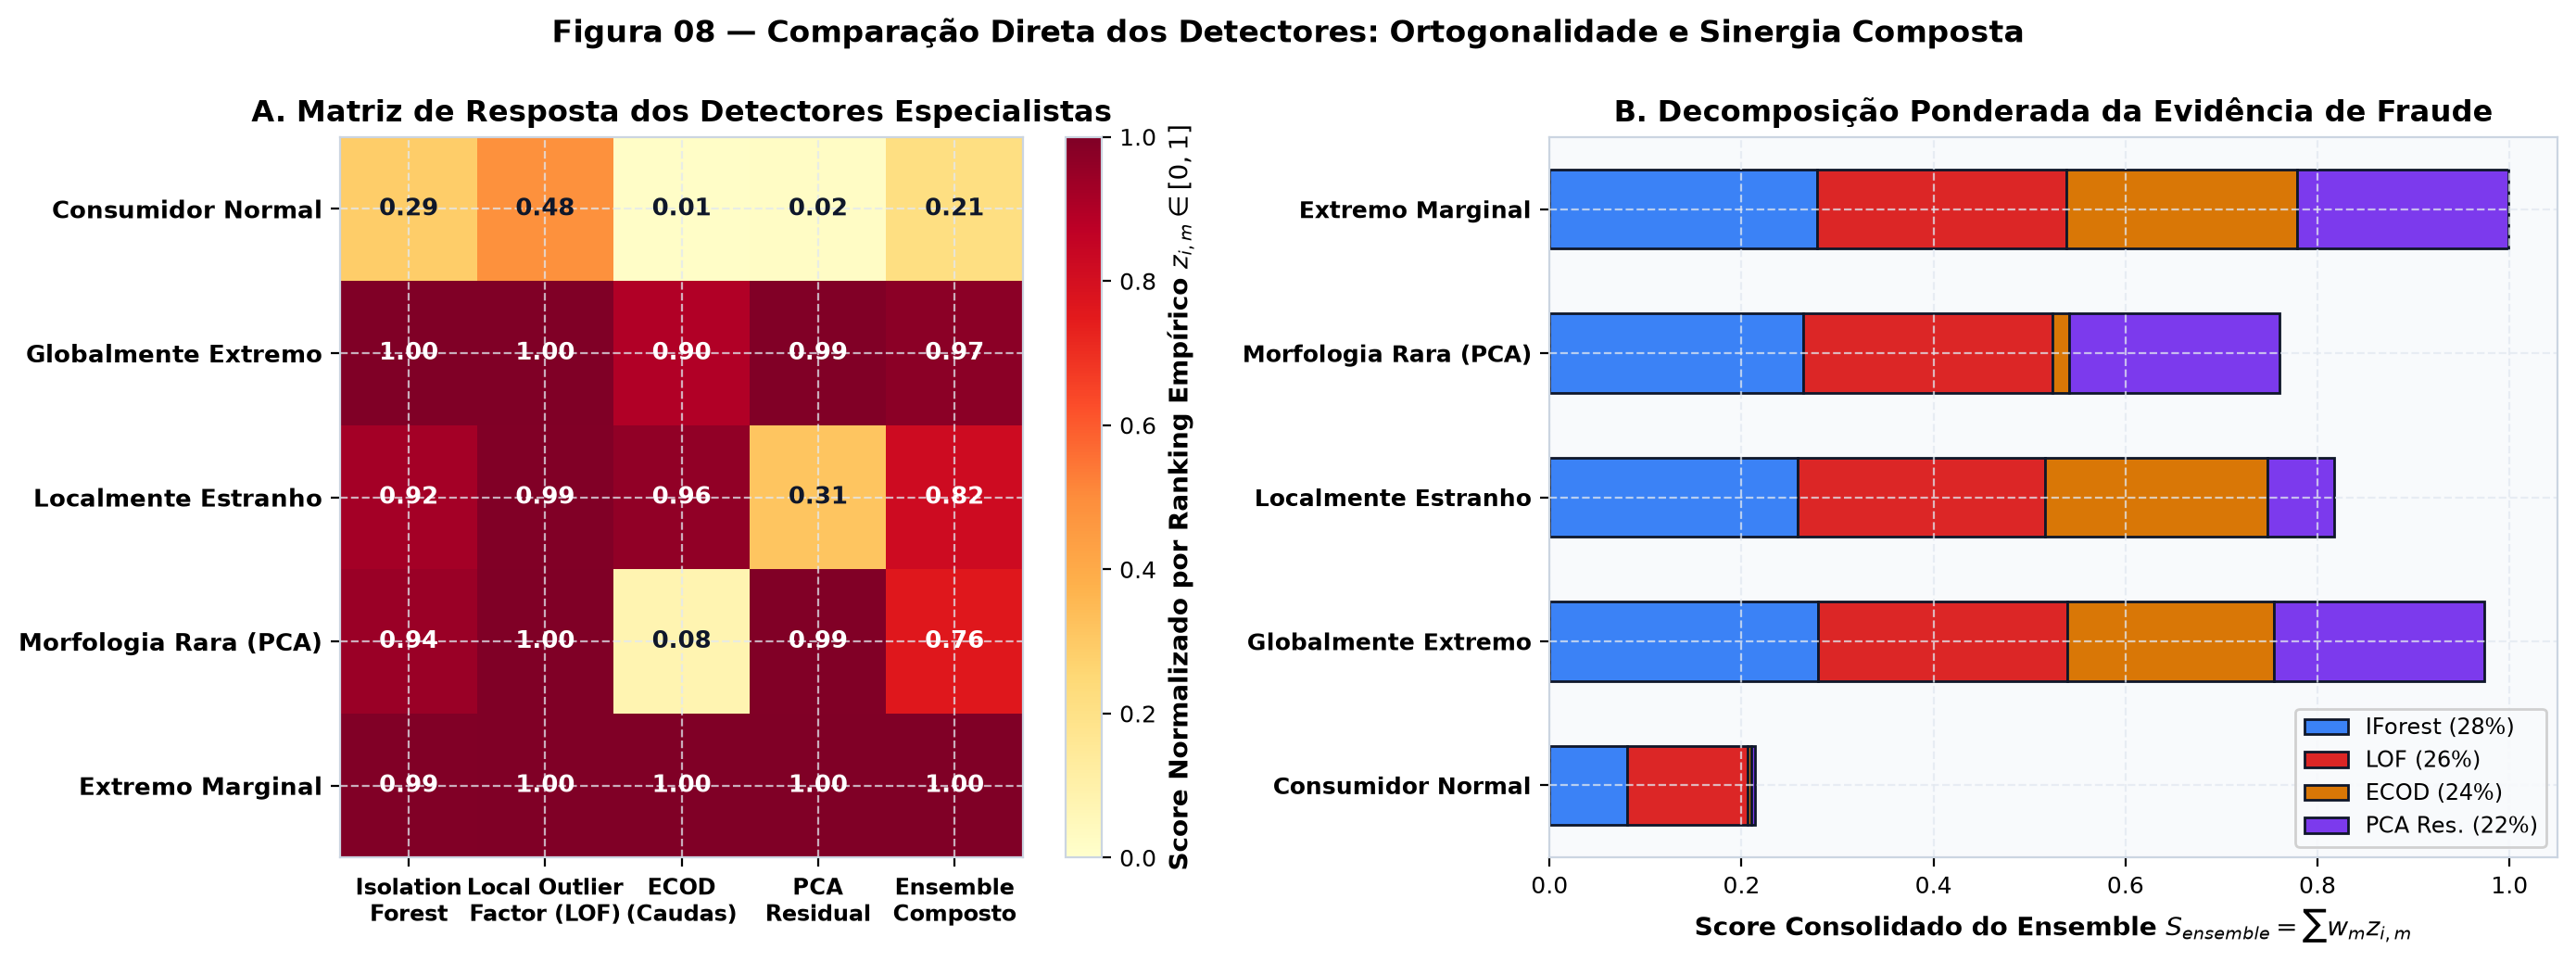 Figura 08 — Comparação Direta dos Detectores: Ortogonalidade e Sinergia Composta
A. Matriz de Resposta dos Detectores Especialistas
Consumidor Normal
0.29 0.48 0.01 0.02 0.21
Globalmente Extremo
1.00 1.00 0.90 0.99 0.97
Localmente Estranho
0.92 0.99 0.96 0.31 0.82
Morfologia Rara (PCA)
0.94 1.00 0.08 0.99 0.76
Extremo Marginal
0.99 1.00 1.00 1.00 1.00
Isolation
Forest
Local Outlier
Factor (LOF)
ECOD
(Caudas)
PCA
Residual
Ensemble
Composto
1.0
0.8
0.6
0.4
0.2
0.0
Score Normalizado por Ranking Empírico z_{i,m} ∈ [0, 1]
B. Decomposição Ponderada da Evidência de Fraude
Extremo Marginal
Morfologia Rara (PCA)
Localmente Estranho
Globalmente Extremo
Consumidor Normal
IForest (28%)
LOF (26%)
ECOD (24%)
PCA Res. (22%)
0.0 0.2 0.4 0.6 0.8 1.0
Score Consolidado do Ensemble S_{ensemble} = ∑ w_m z_{i,m}